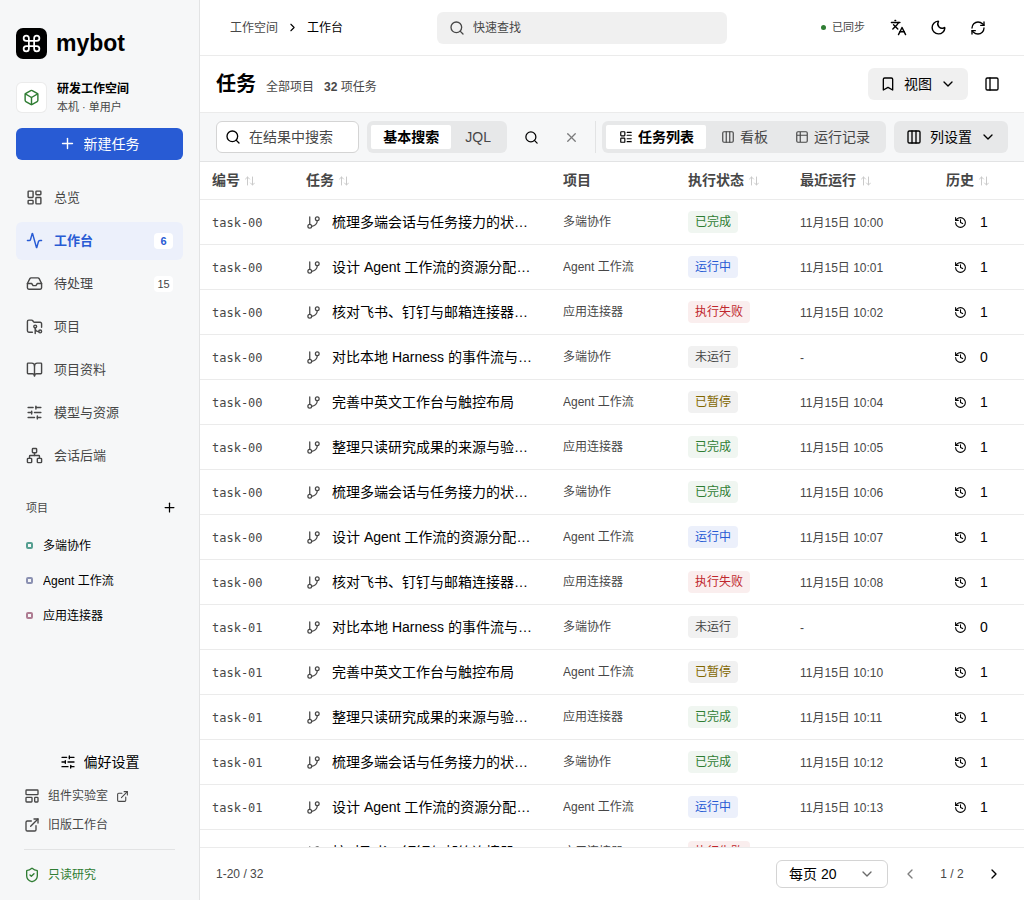 mybot
研发工作空间
本机 · 单用户
新建任务
总览
工作台 6
待处理 15
项目
项目资料
模型与资源
会话后端
项目
多端协作
Agent 工作流
应用连接器
偏好设置
组件实验室
旧版工作台
只读研究
工作空间 > 工作台
快速查找
已同步
任务 全部项目 32 项任务
视图
在结果中搜索 基本搜索 JQL 任务列表 看板 运行记录 列设置
编号 任务 项目 执行状态 最近运行 历史
task-00 梳理多端会话与任务接力的状… 多端协作 已完成 11月15日 10:00 1
task-00 设计 Agent 工作流的资源分配… Agent 工作流 运行中 11月15日 10:01 1
task-00 核对飞书、钉钉与邮箱连接器… 应用连接器 执行失败 11月15日 10:02 1
task-00 对比本地 Harness 的事件流与… 多端协作 未运行 - 0
task-00 完善中英文工作台与触控布局 Agent 工作流 已暂停 11月15日 10:04 1
task-00 整理只读研究成果的来源与验… 应用连接器 已完成 11月15日 10:05 1
task-00 梳理多端会话与任务接力的状… 多端协作 已完成 11月15日 10:06 1
task-00 设计 Agent 工作流的资源分配… Agent 工作流 运行中 11月15日 10:07 1
task-00 核对飞书、钉钉与邮箱连接器… 应用连接器 执行失败 11月15日 10:08 1
task-01 对比本地 Harness 的事件流与… 多端协作 未运行 - 0
task-01 完善中英文工作台与触控布局 Agent 工作流 已暂停 11月15日 10:10 1
task-01 整理只读研究成果的来源与验… 应用连接器 已完成 11月15日 10:11 1
task-01 梳理多端会话与任务接力的状… 多端协作 已完成 11月15日 10:12 1
task-01 设计 Agent 工作流的资源分配… Agent 工作流 运行中 11月15日 10:13 1
1-20 / 32 每页 20 1 / 2